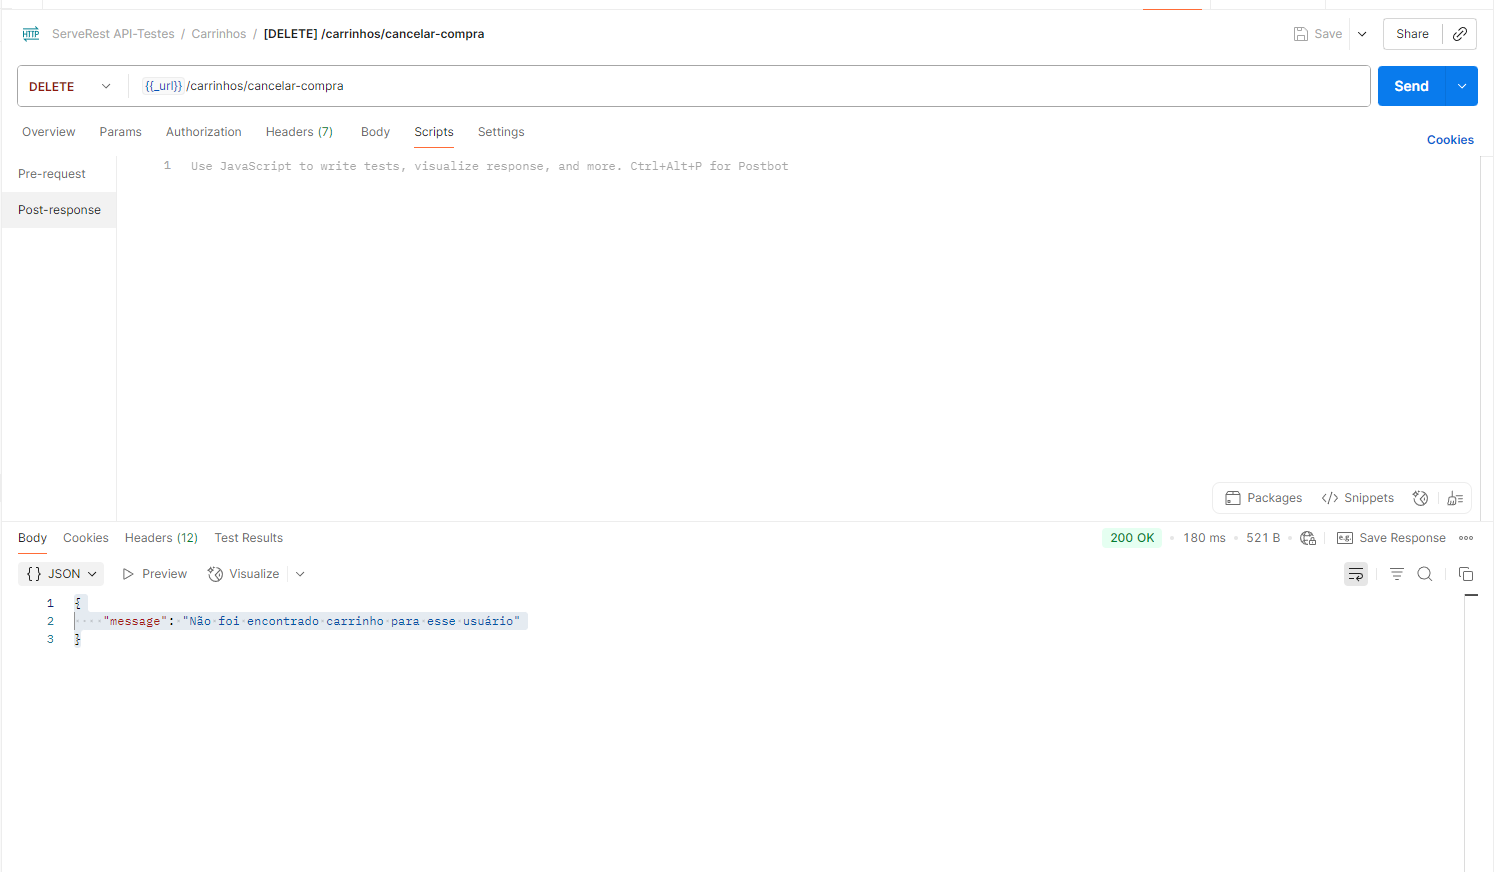 HTTP ServeRest API-Testes / Carrinhos / [DELETE] /carrinhos/cancelar-compra Save Share
DELETE {{_url}} /carrinhos/cancelar-compra Send
Overview Params Authorization Headers (7) Body Scripts Settings Cookies
Pre-request
Post-response
1 Use JavaScript to write tests, visualize response, and more. Ctrl+Alt+P for Postbot
Packages </> Snippets
Body Cookies Headers (12) Test Results 200 OK • 180 ms • 521 B • e.g. Save Response
{} JSON Preview Visualize
1 {
2 ····"message":·"Não·foi·encontrado·carrinho·para·esse·usuário"
3 }